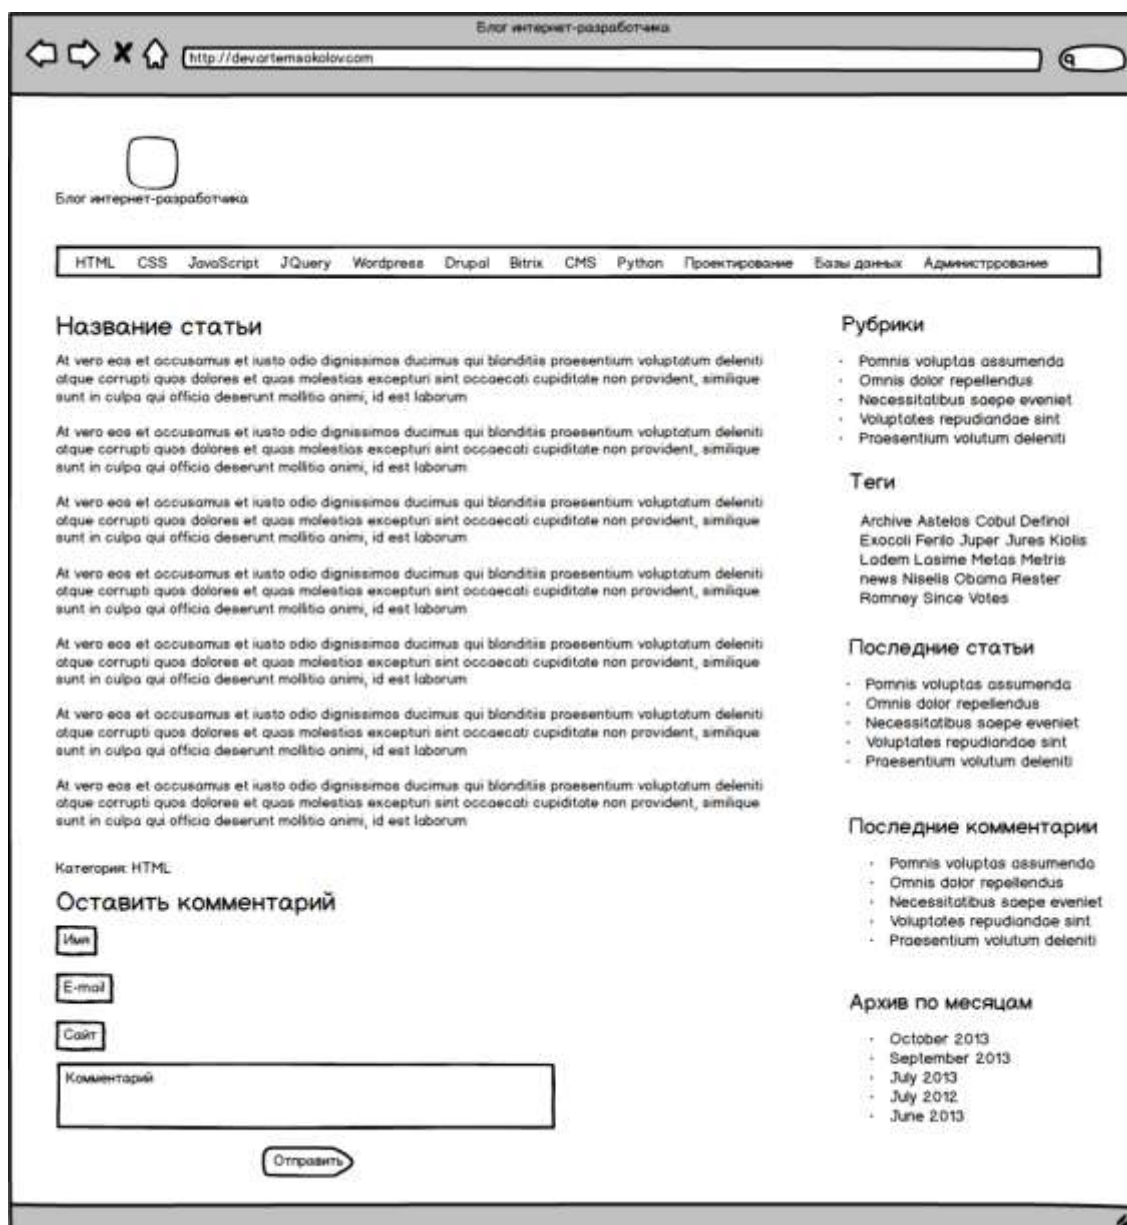 Блог интернет-разработчика
http://devartemsokolov.com
Блог интернет-разработчика
HTML CSS JavaScript JQuery Wordpress Drupal Bitrix CMS Python Проектирование Базы данных Администррование
Название статьи
At vero eos et accusamus et iusto odio dignissimos ducimus qui blanditiis praesentium voluptatum deleniti
atque corrupti quos dolores et quas molestias excepturi sint occaecati cupiditate non provident, similique
sunt in culpa qui officia deserunt mollitia animi, id est laborum
At vero eos et accusamus et iusto odio dignissimos ducimus qui blanditiis praesentium voluptatum deleniti
atque corrupti quos dolores et quas molestias excepturi sint occaecati cupiditate non provident, similique
sunt in culpa qui officia deserunt mollitia animi, id est laborum
At vero eos et accusamus et iusto odio dignissimos ducimus qui blanditiis praesentium voluptatum deleniti
atque corrupti quos dolores et quas molestias excepturi sint occaecati cupiditate non provident, similique
sunt in culpa qui officia deserunt mollitia animi, id est laborum
At vero eos et accusamus et iusto odio dignissimos ducimus qui blanditiis praesentium voluptatum deleniti
atque corrupti quos dolores et quas molestias excepturi sint occaecati cupiditate non provident, similique
sunt in culpa qui officia deserunt mollitia animi, id est laborum
At vero eos et accusamus et iusto odio dignissimos ducimus qui blanditiis praesentium voluptatum deleniti
atque corrupti quos dolores et quas molestias excepturi sint occaecati cupiditate non provident, similique
sunt in culpa qui officia deserunt mollitia animi, id est laborum
At vero eos et accusamus et iusto odio dignissimos ducimus qui blanditiis praesentium voluptatum deleniti
atque corrupti quos dolores et quas molestias excepturi sint occaecati cupiditate non provident, similique
sunt in culpa qui officia deserunt mollitia animi, id est laborum
At vero eos et accusamus et iusto odio dignissimos ducimus qui blanditiis praesentium voluptatum deleniti
atque corrupti quos dolores et quas molestias excepturi sint occaecati cupiditate non provident, similique
sunt in culpa qui officia deserunt mollitia animi, id est laborum
Категория: HTML
Оставить комментарий
Имя
E-mail
Сайт
Комментарий
Отправить
Рубрики
· Pomnis voluptas assumenda
· Omnis dolor repellendus
· Necessitatibus saepe eveniet
· Voluptates repudiandae sint
· Praesentium volutum deleniti
Теги
Archive Astelos Cobul Definol
Exocoli Ferilo Juper Jures Kiolis
Lodem Losime Metas Metris
news Niselis Obama Rester
Romney Since Votes
Последние статьи
· Pomnis voluptas assumenda
· Omnis dolor repellendus
· Necessitatibus saepe eveniet
· Voluptates repudiandae sint
· Praesentium volutum deleniti
Последние комментарии
· Pomnis voluptas assumenda
· Omnis dolor repellendus
· Necessitatibus saepe eveniet
· Voluptates repudiandae sint
· Praesentium volutum deleniti
Архив по месяцам
· October 2013
· September 2013
· July 2013
· July 2012
· June 2013